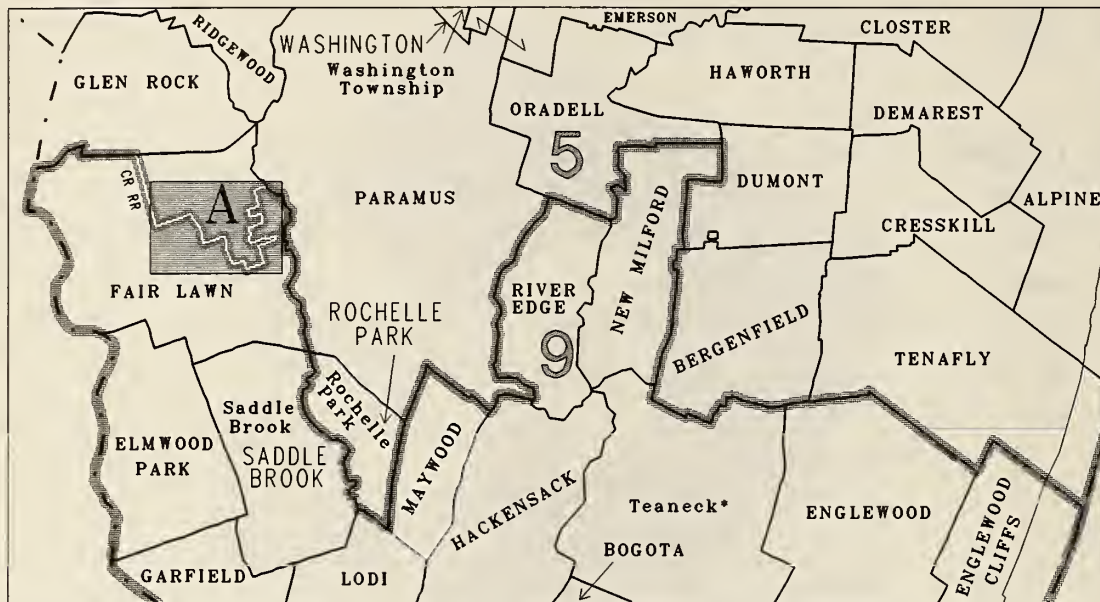 EMERSON
CLOSTER
RIDGEWOOD
WASHINGTON
Washington
Township
GLEN ROCK
HAWORTH
ORADELL
DEMAREST
5
CR RR
A
PARAMUS
DUMONT
ALPINE
NEW MILFORD
CRESSKILL
FAIR LAWN
RIVER
EDGE
ROCHELLE
PARK
9
BERGENFIELD
TENAFLY
Rochelle
Park
Saddle
Brook
ELMWOOD
PARK
SADDLE
BROOK
MAYWOOD
HACKENSACK
Teaneck*
ENGLEWOOD
ENGLEWOOD
CLIFFS
BOGOTA
GARFIELD
LODI